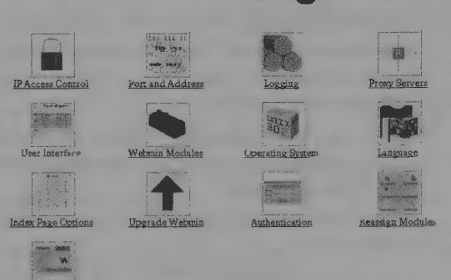 IP Access Control
Port and Address
Logging
Proxy Servers
User Interface
Webmin Modules
Operating System
Language
Index Page Options
Upgrade Webmin
Authentication
Reassign Modules